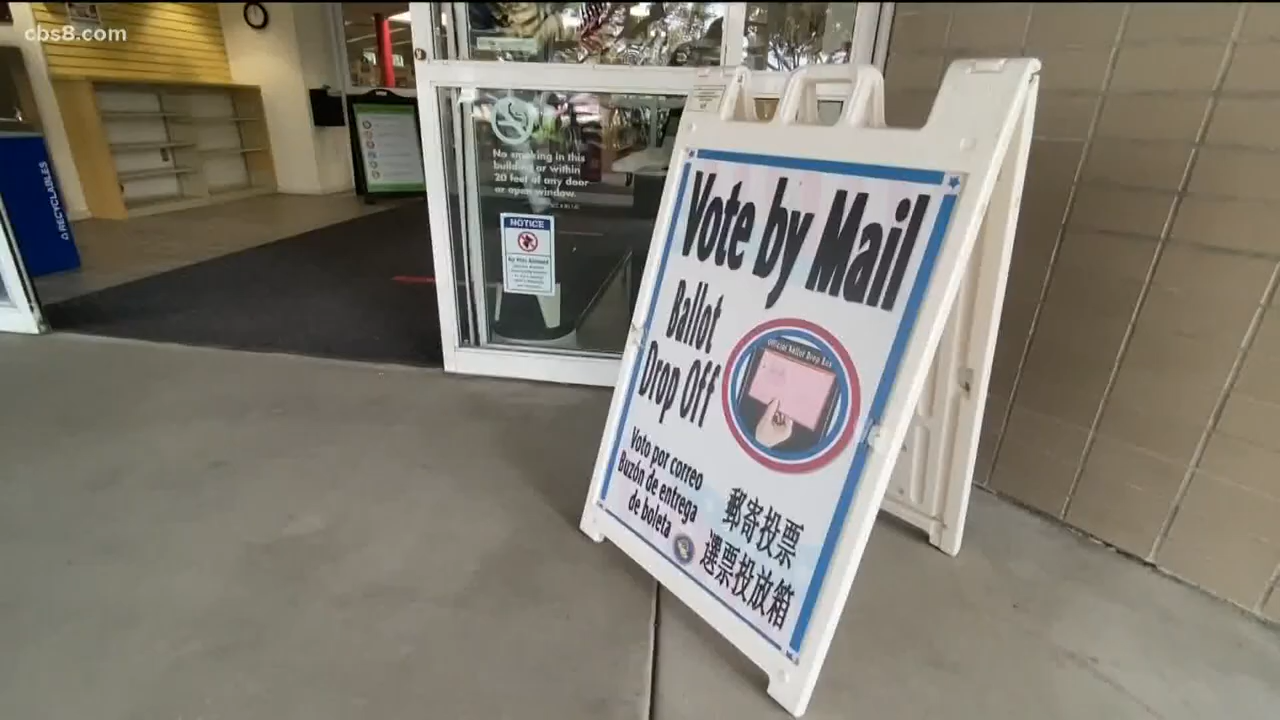 cbs8.com
RECYCLABLES
No smoking in this
building or within
20 feet of any door
or open window.
NOTICE
Vote by Mail
Ballot
Drop Off
Official Ballot Drop Box
Voto por correo
Buzón de entrega
de boleta
郵寄投票
選票投放箱